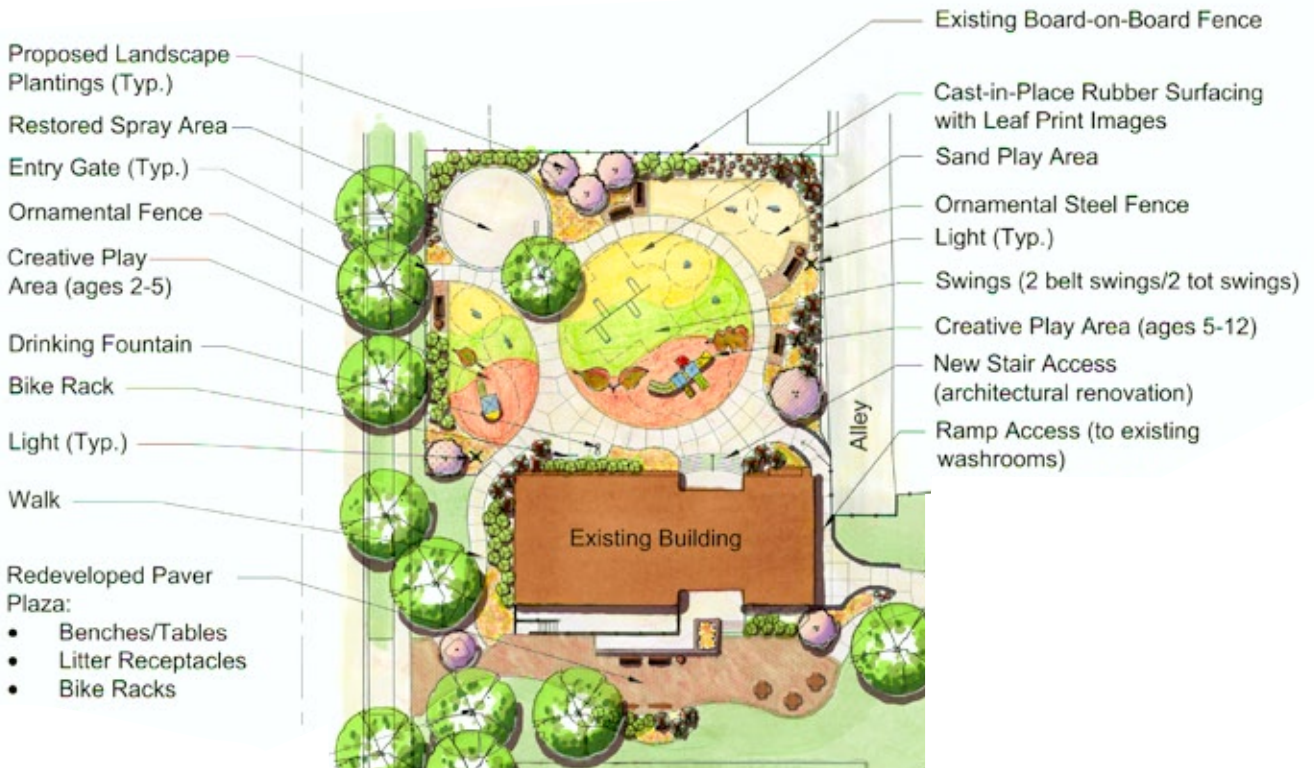 Proposed Landscape
Plantings (Typ.)
Restored Spray Area
Entry Gate (Typ.)
Ornamental Fence
Creative Play
Area (ages 2-5)
Drinking Fountain
Bike Rack
Light (Typ.)
Walk
Redeveloped Paver
Plaza:
• Benches/Tables
• Litter Receptacles
• Bike Racks
Existing Building
Alley
Existing Board-on-Board Fence
Cast-in-Place Rubber Surfacing
with Leaf Print Images
Sand Play Area
Ornamental Steel Fence
Light (Typ.)
Swings (2 belt swings/2 tot swings)
Creative Play Area (ages 5-12)
New Stair Access
(architectural renovation)
Ramp Access (to existing
washrooms)